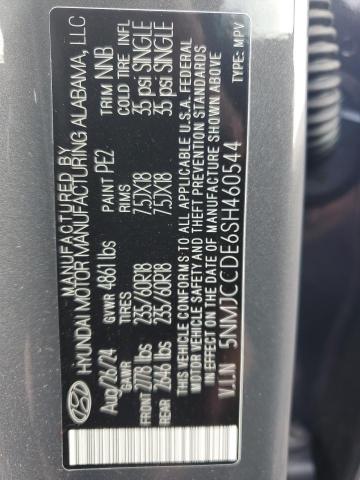 MANUFACTURED BY
HYUNDAI MOTOR MANUFACTURING ALABAMA, LLC
Aug/26/24 GVWR 4861 lbs PAINT PE2 TRIM NNB
GAWR TIRES RIMS COLD TIRE INFL
FRONT 2778 lbs 235/60R18 7.5JX18 35 psi SINGLE
REAR 2646 lbs 235/60R18 7.5JX18 35 psi SINGLE
THIS VEHICLE CONFORMS TO ALL APPLICABLE U.S.A. FEDERAL
MOTOR VEHICLE SAFETY AND THEFT PREVENTION STANDARDS
IN EFFECT ON THE DATE OF MANUFACTURE SHOWN ABOVE.
V.I.N : 5NMJCCDE6SH460544 TYPE : MPV